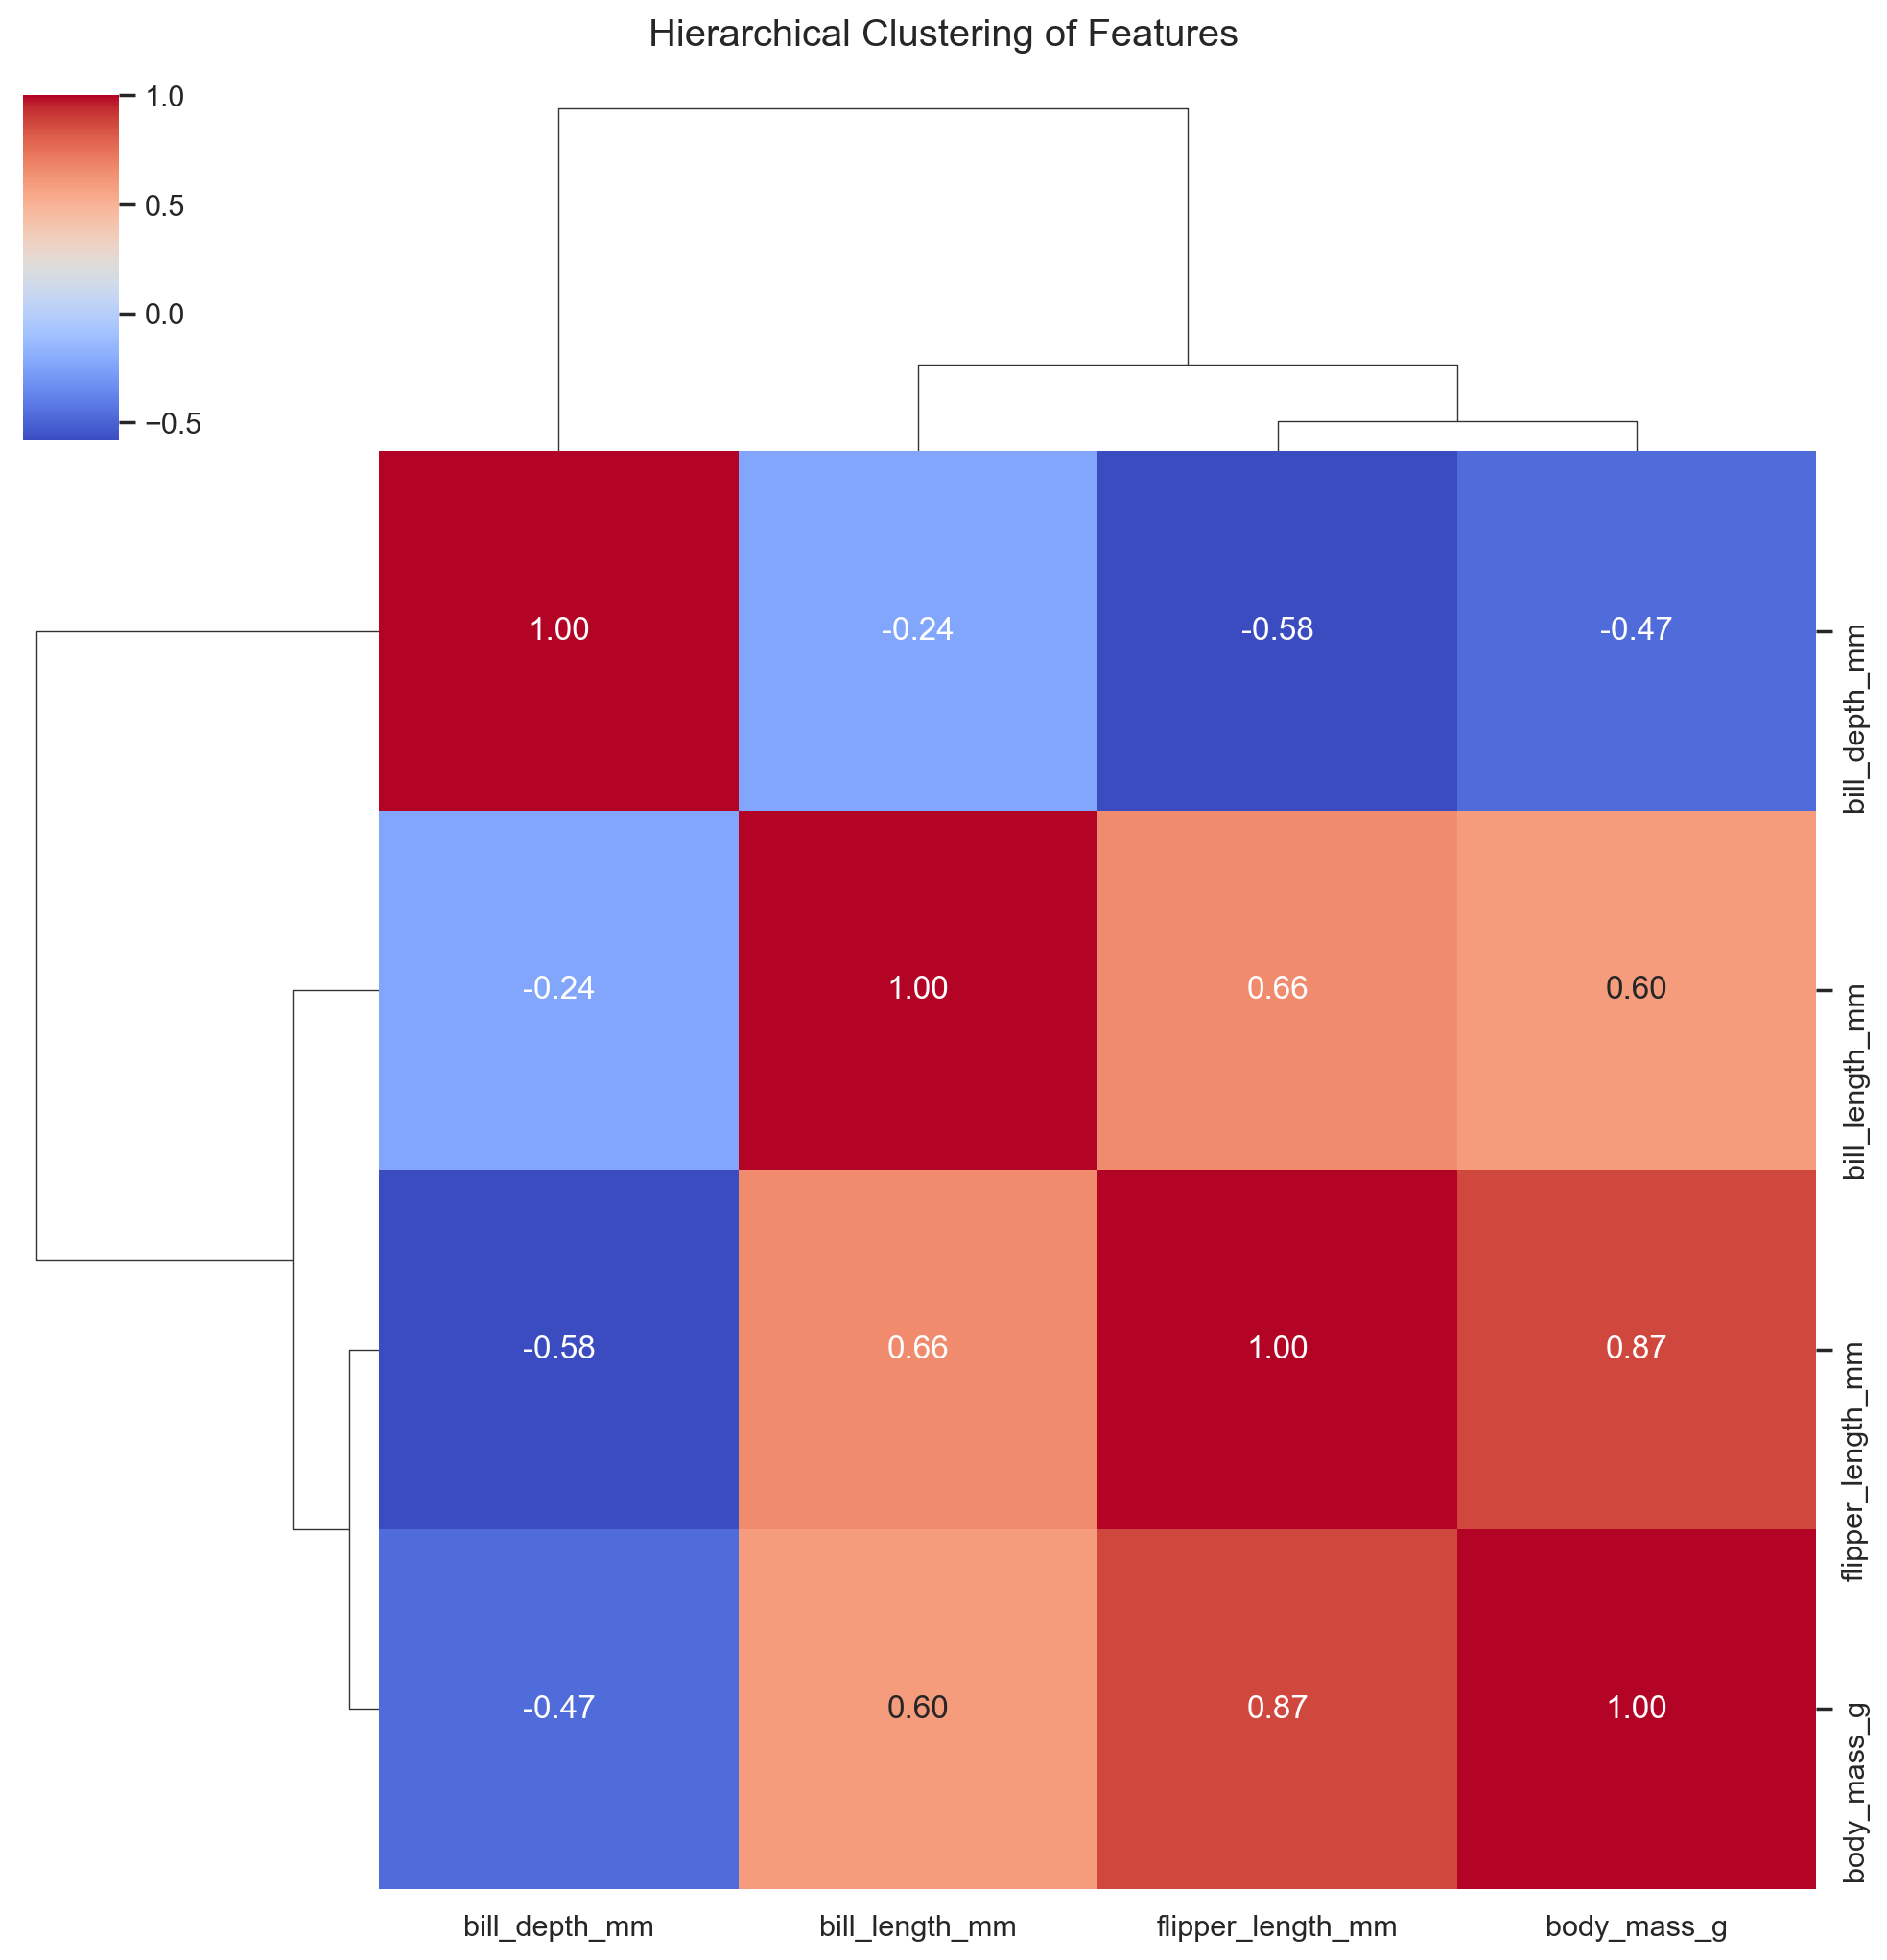 Hierarchical Clustering of Features
1.0
0.5
0.0
−0.5
1.00 -0.24 -0.58 -0.47
bill_depth_mm
-0.24 1.00 0.66 0.60
bill_length_mm
-0.58 0.66 1.00 0.87
flipper_length_mm
-0.47 0.60 0.87 1.00
body_mass_g
bill_depth_mm bill_length_mm flipper_length_mm body_mass_g